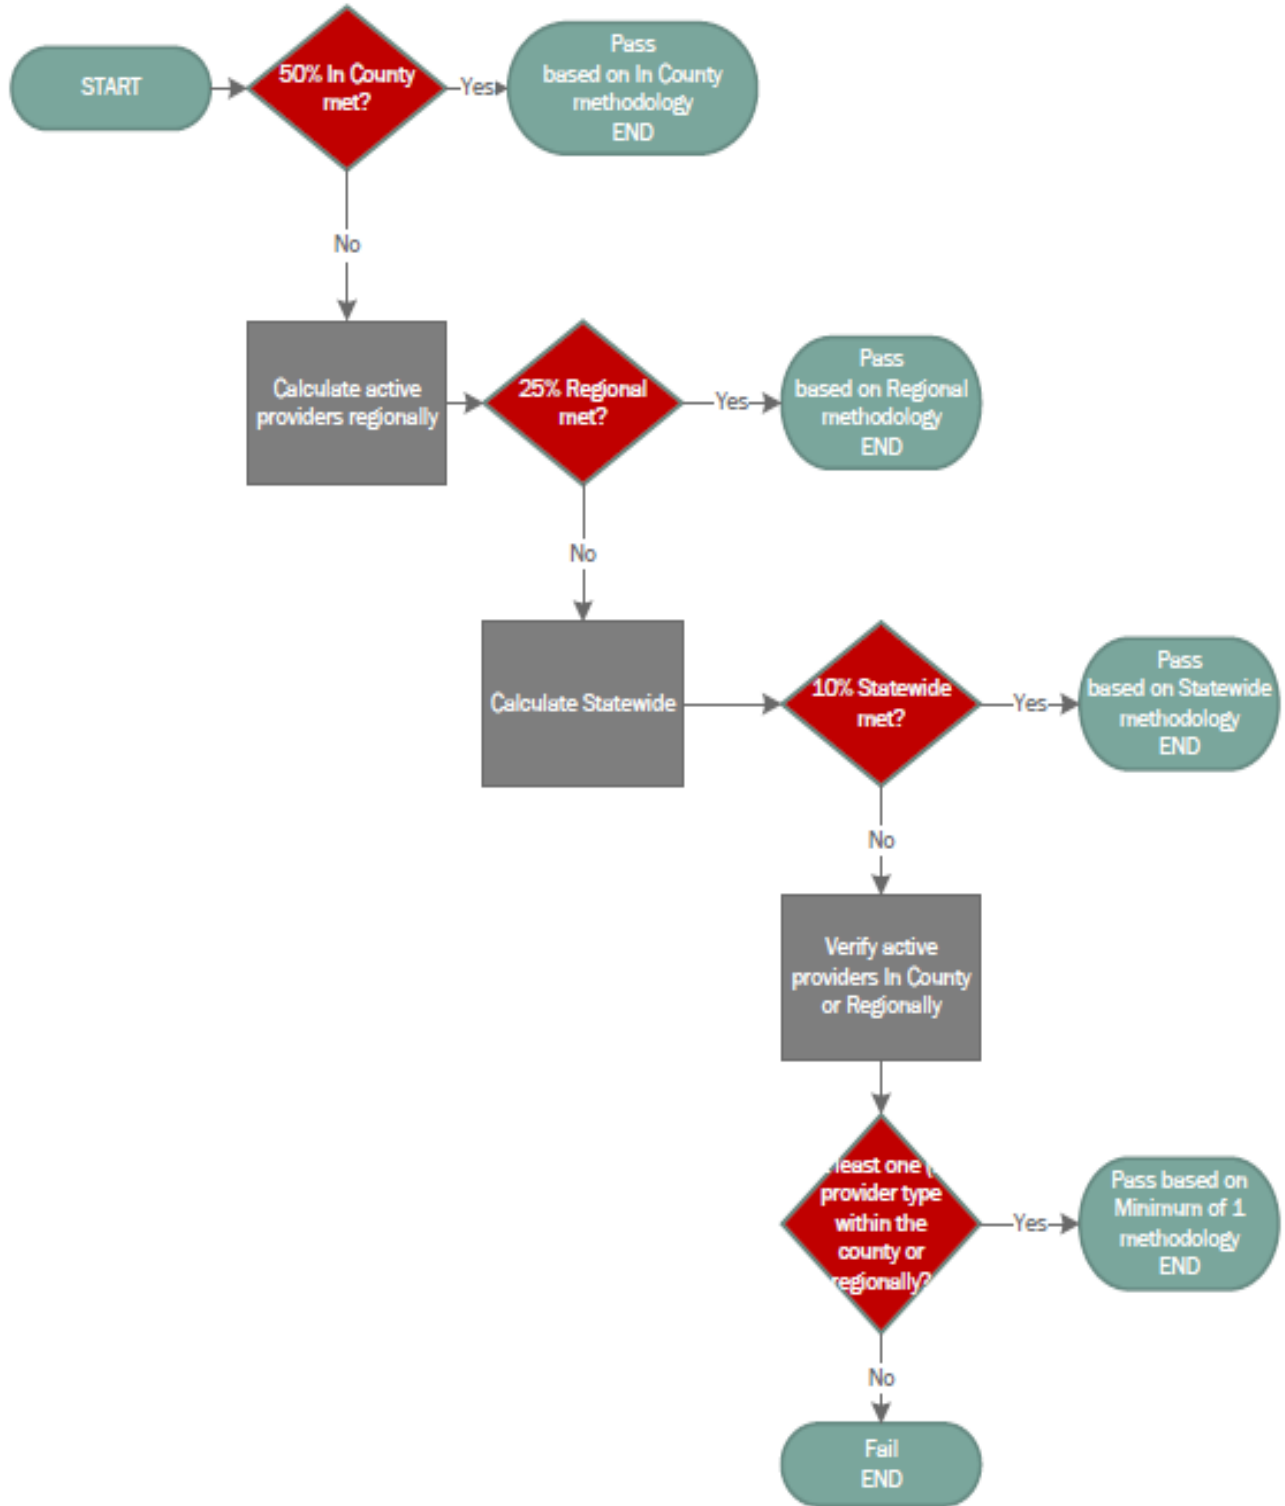 START
50% In County
met?
Yes
Pass
based on In County
methodology
END
No
Calculate active
providers regionally
25% Regional
met?
Yes
Pass
based on Regional
methodology
END
No
Calculate Statewide
10% Statewide
met?
Yes
Pass
based on Statewide
methodology
END
No
Verify active
providers In County
or Regionally
least one (
provider type
within the
county or
regionally?
Yes
Pass based on
Minimum of 1
methodology
END
No
Fail
END